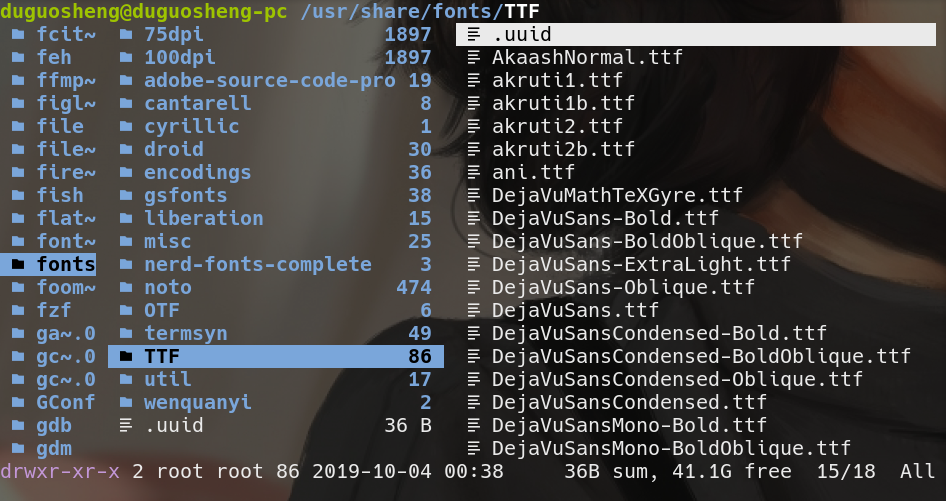 duguosheng@duguosheng-pc /usr/share/fonts/TTF
fcit~ 75dpi 1897 .uuid
feh 100dpi 1897 AkaashNormal.ttf
ffmp~ adobe-source-code-pro 19 akruti1.ttf
figl~ cantarell 8 akruti1b.ttf
file cyrillic 1 akruti2.ttf
file~ droid 30 akruti2b.ttf
fire~ encodings 36 ani.ttf
fish gsfonts 38 DejaVuMathTeXGyre.ttf
flat~ liberation 15 DejaVuSans-Bold.ttf
font~ misc 25 DejaVuSans-BoldOblique.ttf
fonts nerd-fonts-complete 3 DejaVuSans-ExtraLight.ttf
foom~ noto 474 DejaVuSans-Oblique.ttf
fzf OTF 6 DejaVuSans.ttf
ga~.0 termsyn 49 DejaVuSansCondensed-Bold.ttf
gc~.0 TTF 86 DejaVuSansCondensed-BoldOblique.ttf
gc~.0 util 17 DejaVuSansCondensed-Oblique.ttf
GConf wenquanyi 2 DejaVuSansCondensed.ttf
gdb .uuid 36 B DejaVuSansMono-Bold.ttf
gdm DejaVuSansMono-BoldOblique.ttf
drwxr-xr-x 2 root root 86 2019-10-04 00:38 36B sum, 41.1G free 15/18 All